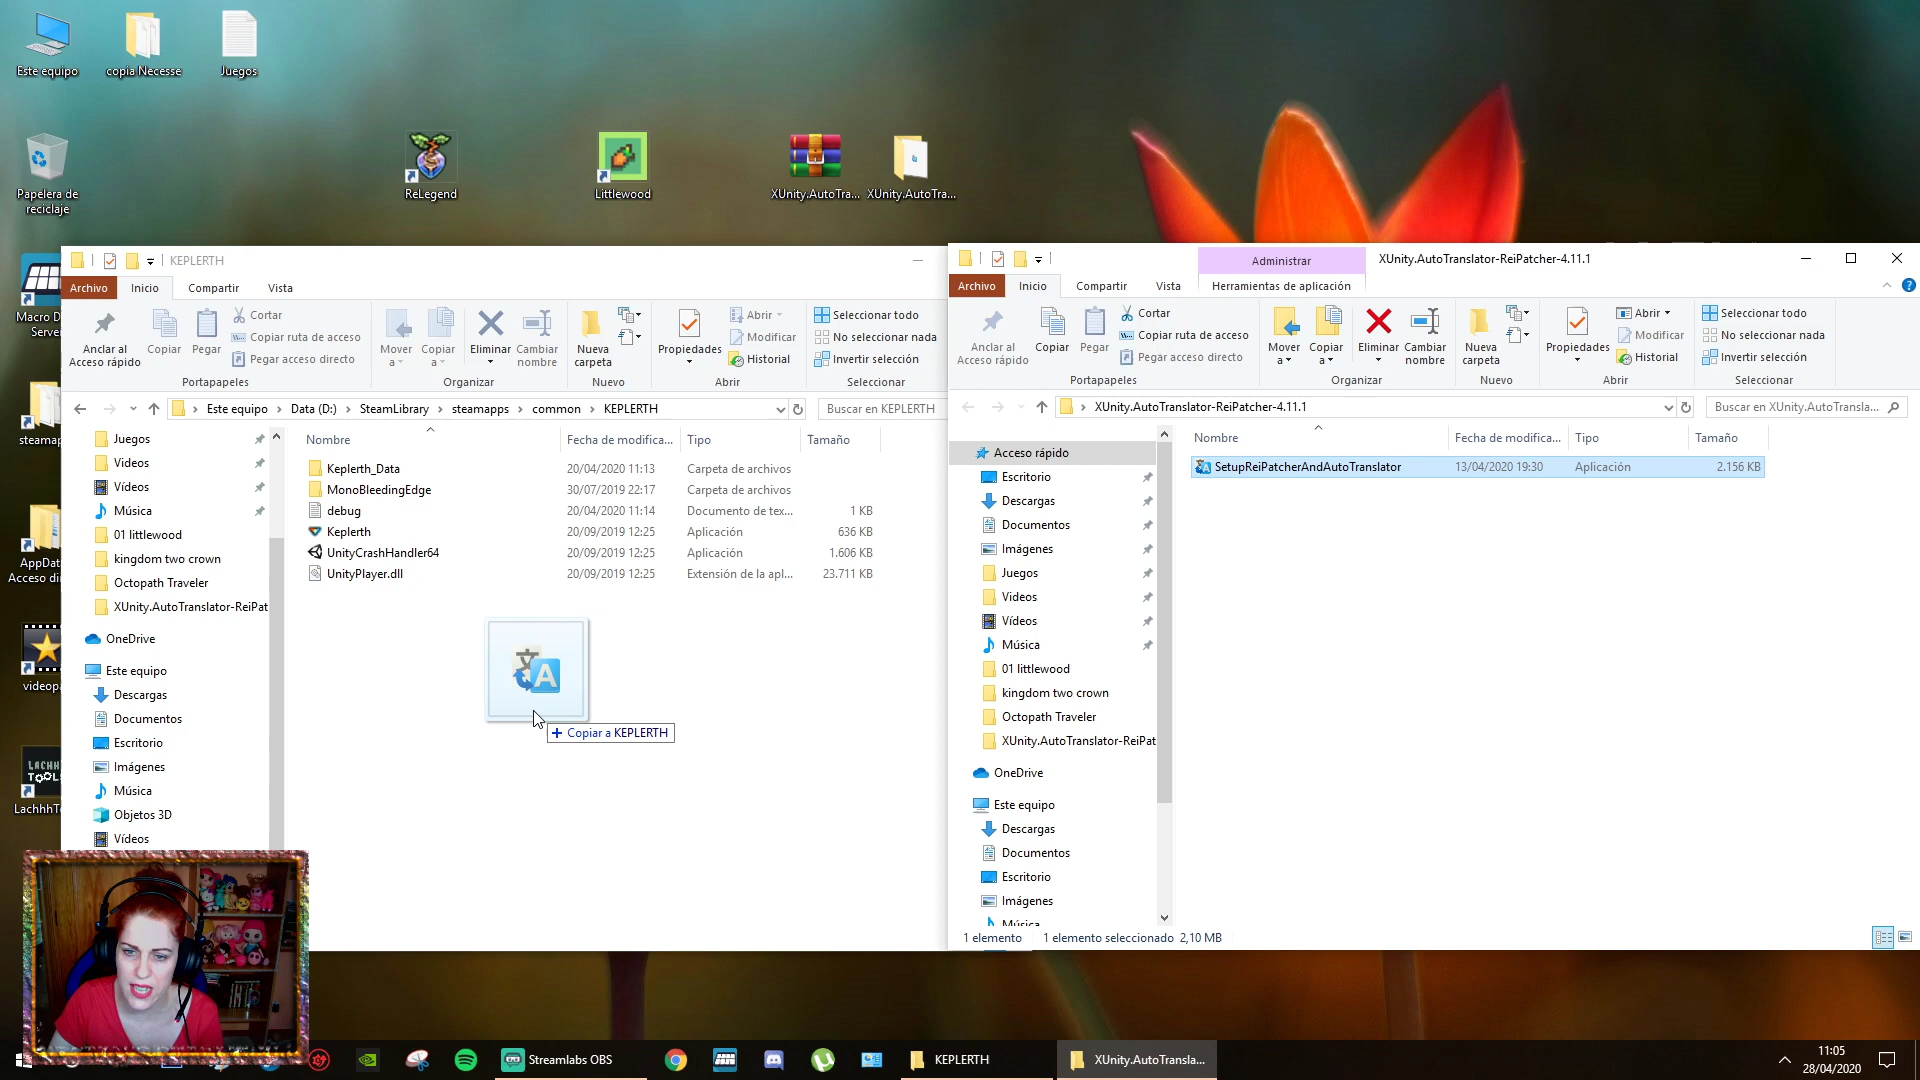 Este equipo
copia Necesse
Juegos
Papelera de
reciclaje
ReLegend
Littlewood
XUnity.AutoTra...
XUnity.AutoTra...
Macro D
Server
steamap
AppDat
Acceso di
videopa
LACHHH
TOOLS
LachhhT
KEPLERTH
Archivo
Inicio
Compartir
Vista
Anclar al
Acceso rápido
Copiar
Pegar
Cortar
Copiar ruta de acceso
Pegar acceso directo
Portapapeles
Mover
a
Copiar
a
Eliminar
Cambiar
nombre
Organizar
Nueva
carpeta
Nuevo
Propiedades
Abrir
Modificar
Historial
Abrir
Seleccionar todo
No seleccionar nada
Invertir selección
Seleccionar
Este equipo > Data (D:) > SteamLibrary > steamapps > common > KEPLERTH
Buscar en KEPLERTH
Juegos
Videos
Vídeos
Música
01 littlewood
kingdom two crown
Octopath Traveler
XUnity.AutoTranslator-ReiPat
OneDrive
Este equipo
Descargas
Documentos
Escritorio
Imágenes
Música
Objetos 3D
Vídeos
Nombre Fecha de modifica... Tipo Tamaño
Keplerth_Data 20/04/2020 11:13 Carpeta de archivos
MonoBleedingEdge 30/07/2019 22:17 Carpeta de archivos
debug 20/04/2020 11:14 Documento de tex... 1 KB
Keplerth 20/09/2019 12:25 Aplicación 636 KB
UnityCrashHandler64 20/09/2019 12:25 Aplicación 1.606 KB
UnityPlayer.dll 20/09/2019 12:25 Extensión de la apl... 23.711 KB
+ Copiar a KEPLERTH
Administrar
XUnity.AutoTranslator-ReiPatcher-4.11.1
Archivo
Inicio
Compartir
Vista
Herramientas de aplicación
Anclar al
Acceso rápido
Copiar
Pegar
Cortar
Copiar ruta de acceso
Pegar acceso directo
Portapapeles
Mover
a
Copiar
a
Eliminar
Cambiar
nombre
Organizar
Nueva
carpeta
Nuevo
Propiedades
Abrir
Modificar
Historial
Abrir
Seleccionar todo
No seleccionar nada
Invertir selección
Seleccionar
XUnity.AutoTranslator-ReiPatcher-4.11.1
Buscar en XUnity.AutoTransla...
Acceso rápido
Escritorio
Descargas
Documentos
Imágenes
Juegos
Videos
Vídeos
Música
01 littlewood
kingdom two crown
Octopath Traveler
XUnity.AutoTranslator-ReiPat
OneDrive
Este equipo
Descargas
Documentos
Escritorio
Imágenes
Música
Nombre Fecha de modifica... Tipo Tamaño
SetupReiPatcherAndAutoTranslator 13/04/2020 19:30 Aplicación 2.156 KB
1 elemento 1 elemento seleccionado 2,10 MB
Streamlabs OBS
KEPLERTH
XUnity.AutoTransla...
11:05
28/04/2020